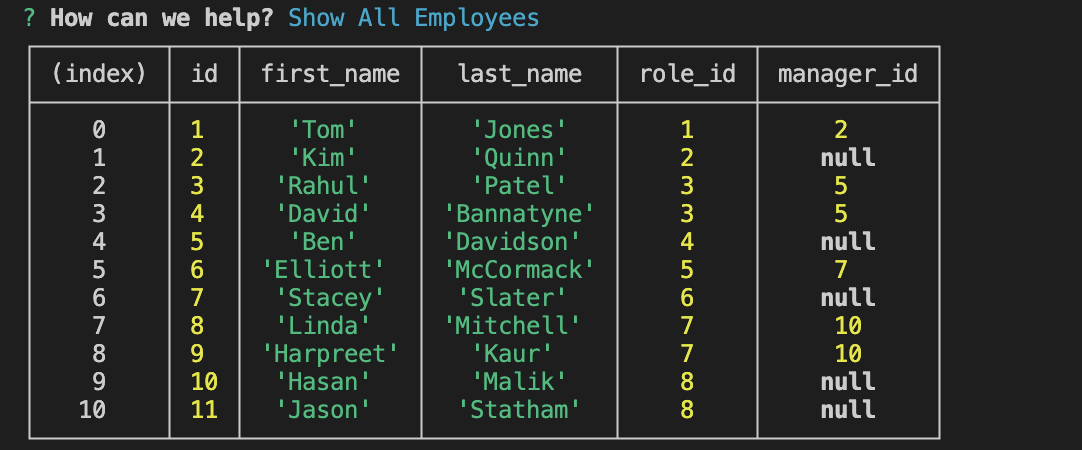 ? How can we help? Show All Employees
(index) id first_name last_name role_id manager_id
0 1 'Tom' 'Jones' 1 2
1 2 'Kim' 'Quinn' 2 null
2 3 'Rahul' 'Patel' 3 5
3 4 'David' 'Bannatyne' 3 5
4 5 'Ben' 'Davidson' 4 null
5 6 'Elliott' 'McCormack' 5 7
6 7 'Stacey' 'Slater' 6 null
7 8 'Linda' 'Mitchell' 7 10
8 9 'Harpreet' 'Kaur' 7 10
9 10 'Hasan' 'Malik' 8 null
10 11 'Jason' 'Statham' 8 null